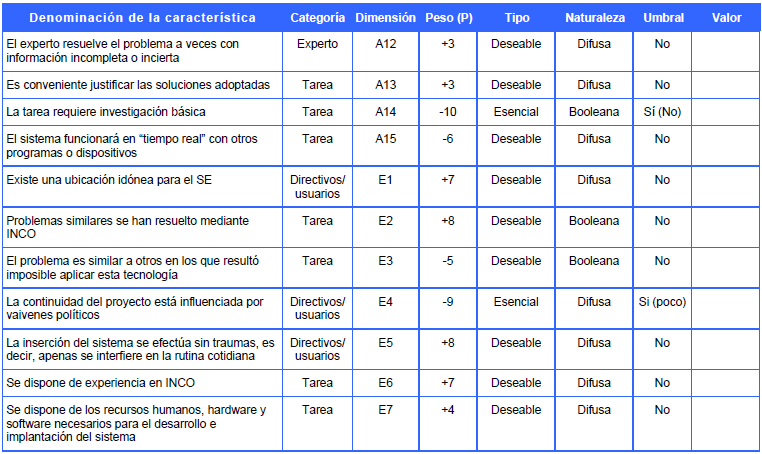 Denominación de la característica Categoría Dimensión Peso (P) Tipo Naturaleza Umbral Valor
El experto resuelve el problema a veces con Experto A12 +3 Deseable Difusa No
información incompleta o incierta
Es conveniente justificar las soluciones adoptadas Tarea A13 +3 Deseable Difusa No
La tarea requiere investigación básica Tarea A14 -10 Esencial Booleana Sí (No)
El sistema funcionará en “tiempo real” con otros Tarea A15 -6 Deseable Difusa No
programas o dispositivos
Existe una ubicación idónea para el SE Directivos/ E1 +7 Deseable Difusa No
usuarios
Problemas similares se han resuelto mediante Tarea E2 +8 Deseable Booleana No
INCO
El problema es similar a otros en los que resultó Tarea E3 -5 Deseable Booleana No
imposible aplicar esta tecnología
La continuidad del proyecto está influenciada por Directivos/ E4 -9 Esencial Difusa Si (poco)
vaivenes políticos usuarios
La inserción del sistema se efectúa sin traumas, es Directivos/ E5 +8 Deseable Difusa No
decir, apenas se interfiere en la rutina cotidiana usuarios
Se dispone de experiencia en INCO Tarea E6 +7 Deseable Difusa No
Se dispone de los recursos humanos, hardware y Tarea E7 +4 Deseable Difusa No
software necesarios para el desarrollo e
implantación del sistema